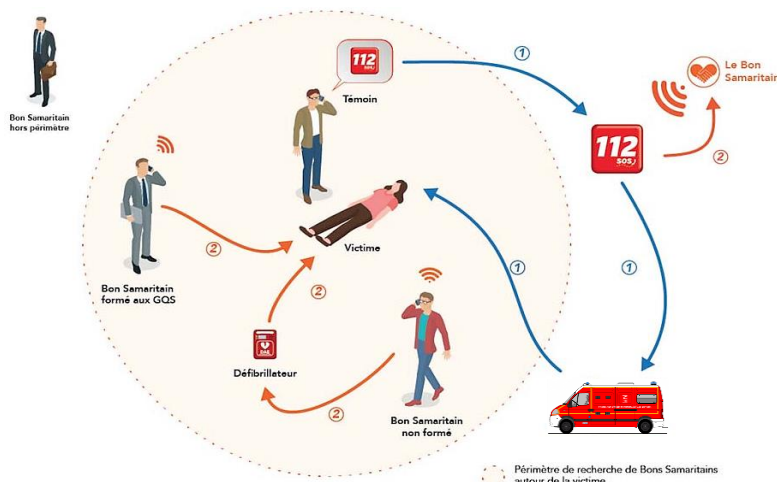 Bon Samaritain
hors périmètre
112
SOS
Témoin
1
Le Bon
Samaritain
112
SOS
2
Bon Samaritain
formé aux GQS
2
Victime
1
1
2
DAE
Défibrillateur
2
Bon Samaritain
non formé
Périmètre de recherche de Bons Samaritains
autour de la victime